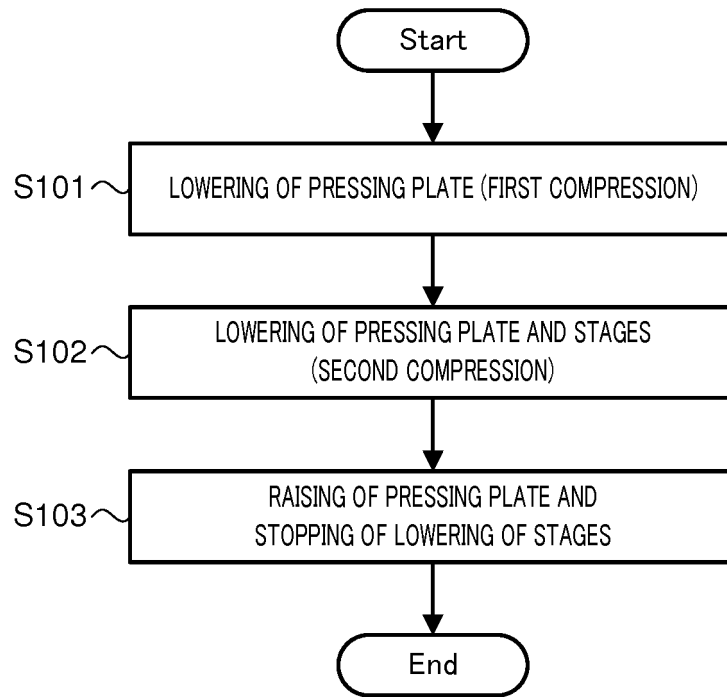 Start
S101
LOWERING OF PRESSING PLATE (FIRST COMPRESSION)
S102
LOWERING OF PRESSING PLATE AND STAGES
(SECOND COMPRESSION)
S103
RAISING OF PRESSING PLATE AND
STOPPING OF LOWERING OF STAGES
End